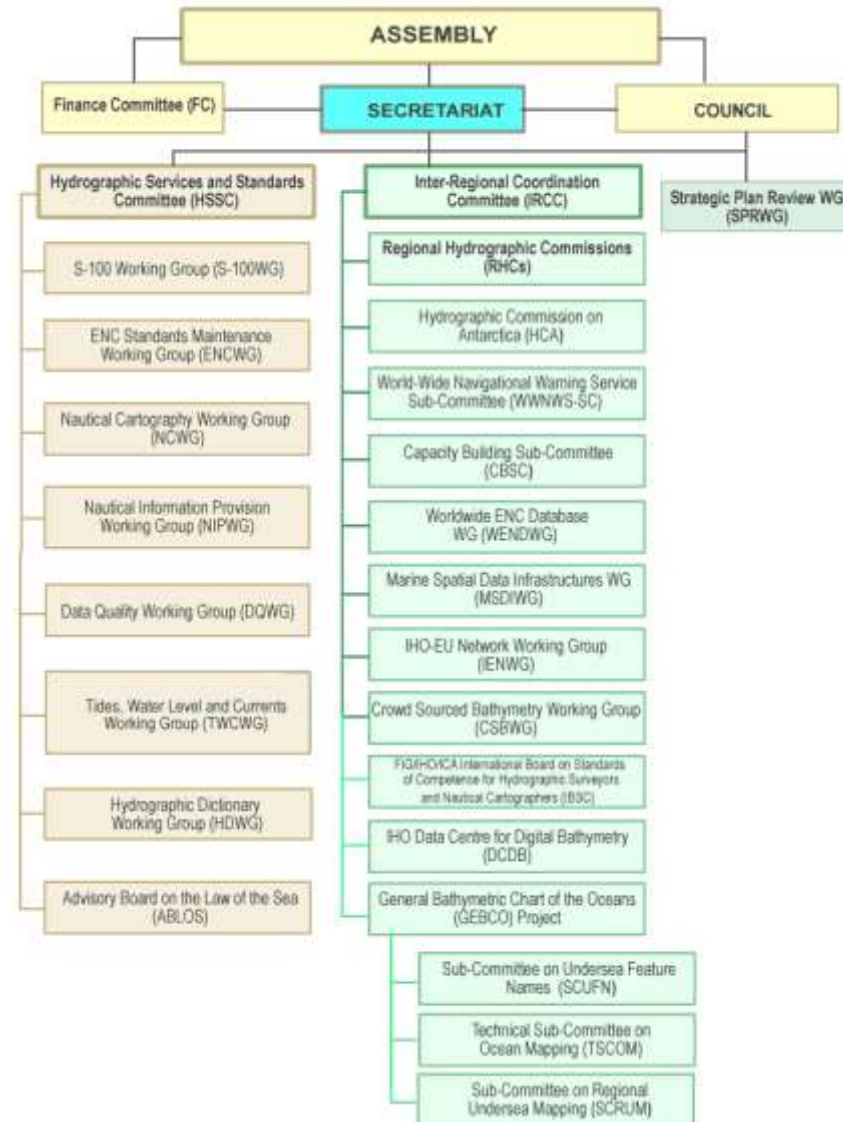 ASSEMBLY
Finance Committee (FC)
SECRETARIAT
COUNCIL
Hydrographic Services and Standards
Committee (HSSC)
Inter-Regional Coordination
Committee (IRCC)
Strategic Plan Review WG
(SPRWG)
S-100 Working Group (S-100WG)
ENC Standards Maintenance
Working Group (ENCWG)
Nautical Cartography Working Group
(NCWG)
Nautical Information Provision
Working Group (NIPWG)
Data Quality Working Group (DQWG)
Tides, Water Level and Currents
Working Group (TWCWG)
Hydrographic Dictionary
Working Group (HDWG)
Advisory Board on the Law of the Sea
(ABLOS)
Regional Hydrographic Commissions
(RHCs)
Hydrographic Commission on
Antarctica (HCA)
World-Wide Navigational Warning Service
Sub-Committee (WWNWS-SC)
Capacity Building Sub-Committee
(CBSC)
Worldwide ENC Database
WG (WENDWG)
Marine Spatial Data Infrastructures WG
(MSDIWG)
IHO-EU Network Working Group
(IENWG)
Crowd Sourced Bathymetry Working Group
(CSBWG)
FIG/IHO/ICA International Board on Standards
of Competence for Hydrographic Surveyors
and Nautical Cartographers (IBSC)
IHO Data Centre for Digital Bathymetry
(DCDB)
General Bathymetric Chart of the Oceans
(GEBCO) Project
Sub-Committee on Undersea Feature
Names (SCUFN)
Technical Sub-Committee on
Ocean Mapping (TSCOM)
Sub-Committee on Regional
Undersea Mapping (SCRUM)